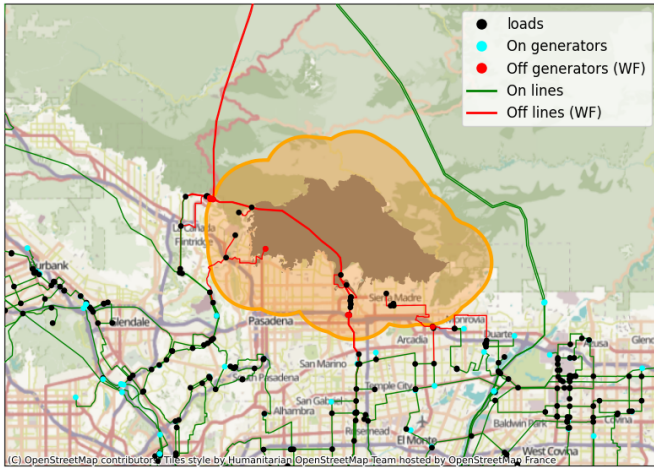 loads
On generators
Off generators (WF)
On lines
Off lines (WF)
La Cañada
Flintridge
Burbank
Glendale
Pasadena
Sierra Madre
Monrovia
Arcadia
Duarte
San Marino
South Pasadena
Temple City
San Gabriel
Alhambra
Rosemead
El Monte
Baldwin Park
Covina
West Covina
(C) OpenStreetMap contributors, Tiles style by Humanitarian OpenStreetMap Team hosted by OpenStreetMap France